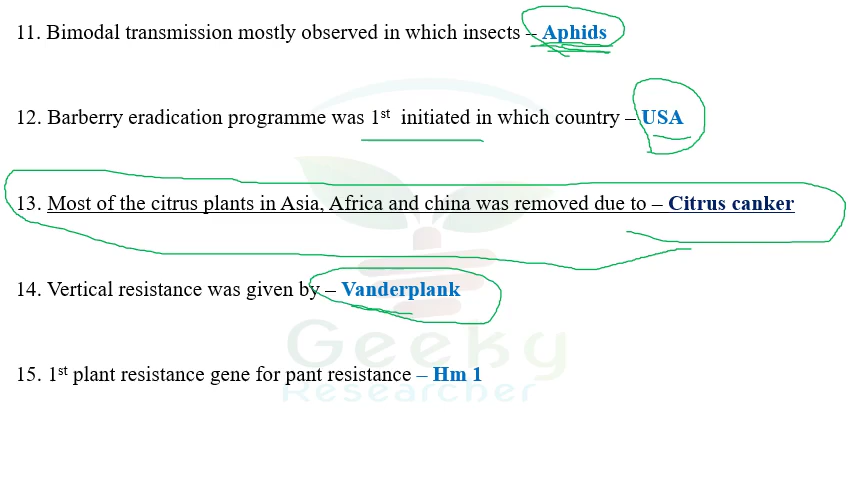 11. Bimodal transmission mostly observed in which insects – Aphids
12. Barberry eradication programme was 1st initiated in which country – USA
13. Most of the citrus plants in Asia, Africa and china was removed due to – Citrus canker
14. Vertical resistance was given by – Vanderplank
Geeky
15. 1st plant resistance gene for pant resistance – Hm 1
Researcher